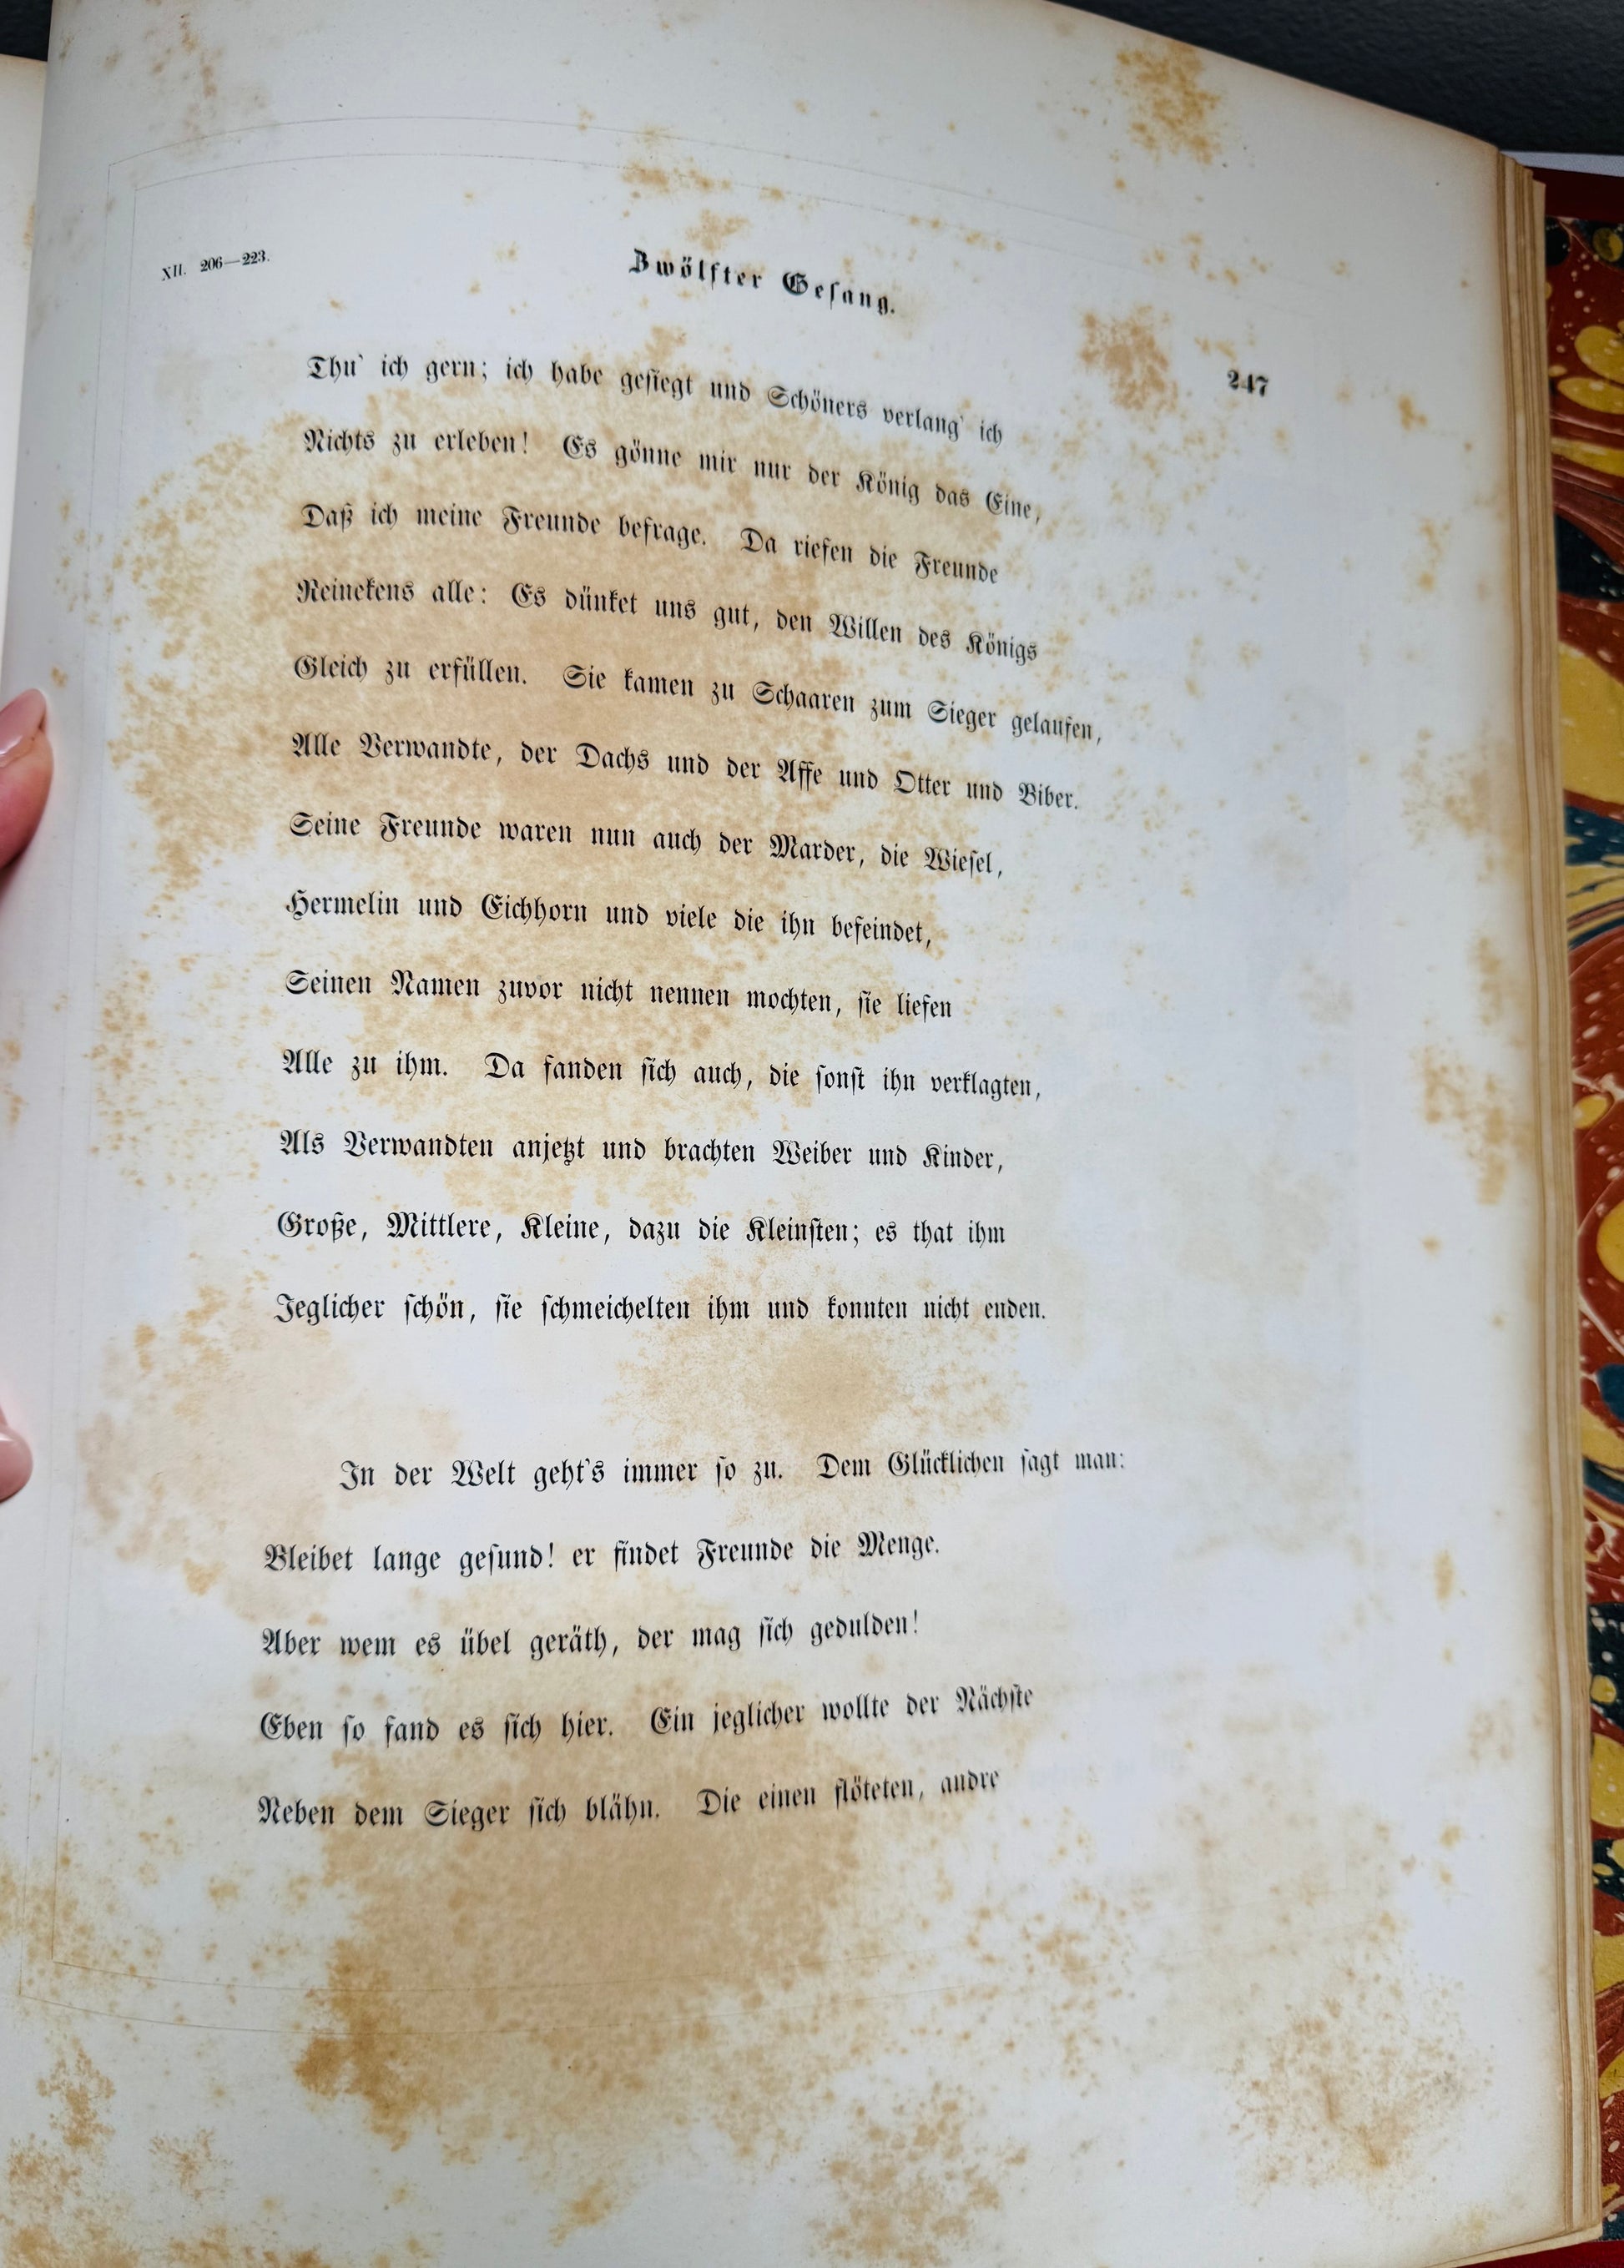 XII. 206—223.
Zwölfter Gesang.
247
Thu' ich gern; ich habe gesiegt und Schöners verlang' ich
Nichts zu erleben! Es gönne mir nur der König das Eine,
Daß ich meine Freunde befrage. Da riefen die Freunde
Reinekens alle: Es dünket uns gut, den Willen des Königs
Gleich zu erfüllen. Sie kamen zu Schaaren zum Sieger gelaufen,
Alle Verwandte, der Dachs und der Affe und Otter und Biber.
Seine Freunde waren nun auch der Marder, die Wiesel,
Hermelin und Eichhorn und viele die ihn befeindet,
Seinen Namen zuvor nicht nennen mochten, sie liefen
Alle zu ihm. Da fanden sich auch, die sonst ihn verklagten,
Als Verwandten anjetzt und brachten Weiber und Kinder,
Große, Mittlere, Kleine, dazu die Kleinsten; es that ihm
Jeglicher schön, sie schmeichelten ihm und konnten nicht enden.
In der Welt geht's immer so zu. Dem Glücklichen sagt man:
Bleibet lange gesund! er findet Freunde die Menge.
Aber wem es übel geräth, der mag sich gedulden!
Eben so fand es sich hier. Ein jeglicher wollte der Nächste
Neben dem Sieger sich blähn. Die einen flöteten, andre